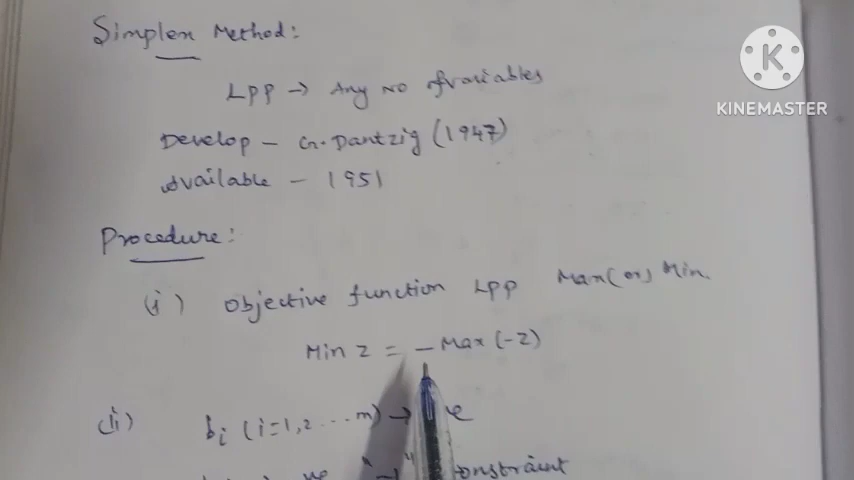 Simplex Method:
LPP → Any No of variables
Develop - G. Dantzig (1947)
Available - 1951
Procedure:
(i) Objective function LPP Max (or) Min.
Min Z = - Max (-Z)
(ii) bi (i=1,2...m) → e
"-" constraint
KINEMASTER